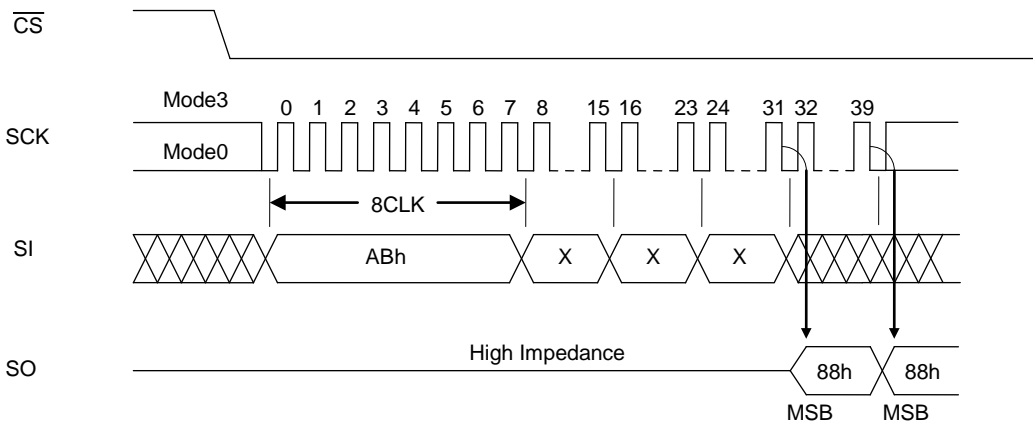 CS
Mode3
0 1 2 3 4 5 6 7 8 15 16 23 24 31 32 39
SCK
Mode0
8CLK
SI
ABh X X X
High Impedance
SO
88h 88h
MSB MSB